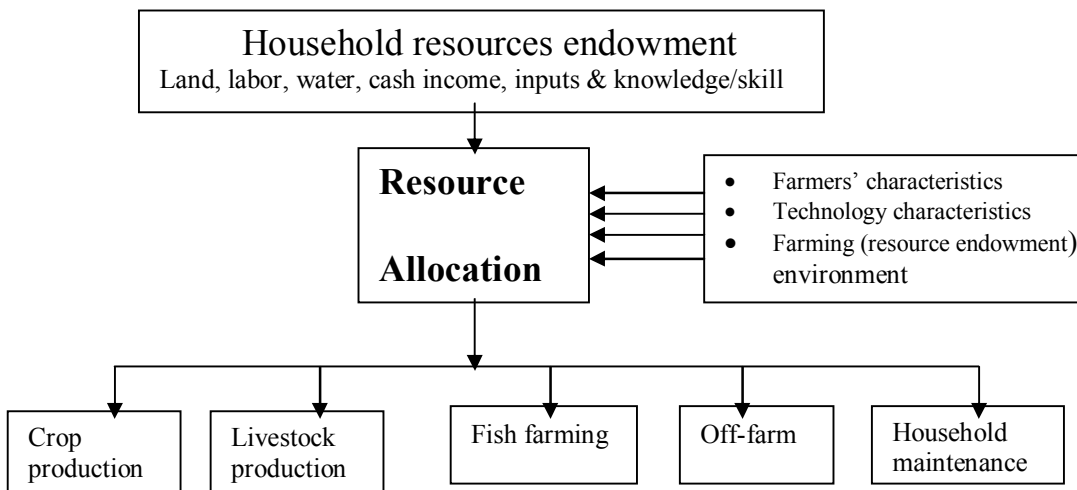 Household resources endowment
Land, labor, water, cash income, inputs & knowledge/skill
Resource
Allocation
• Farmers’ characteristics
• Technology characteristics
• Farming (resource endowment)
environment
Crop
production
Livestock
production
Fish farming
Off-farm
Household
maintenance